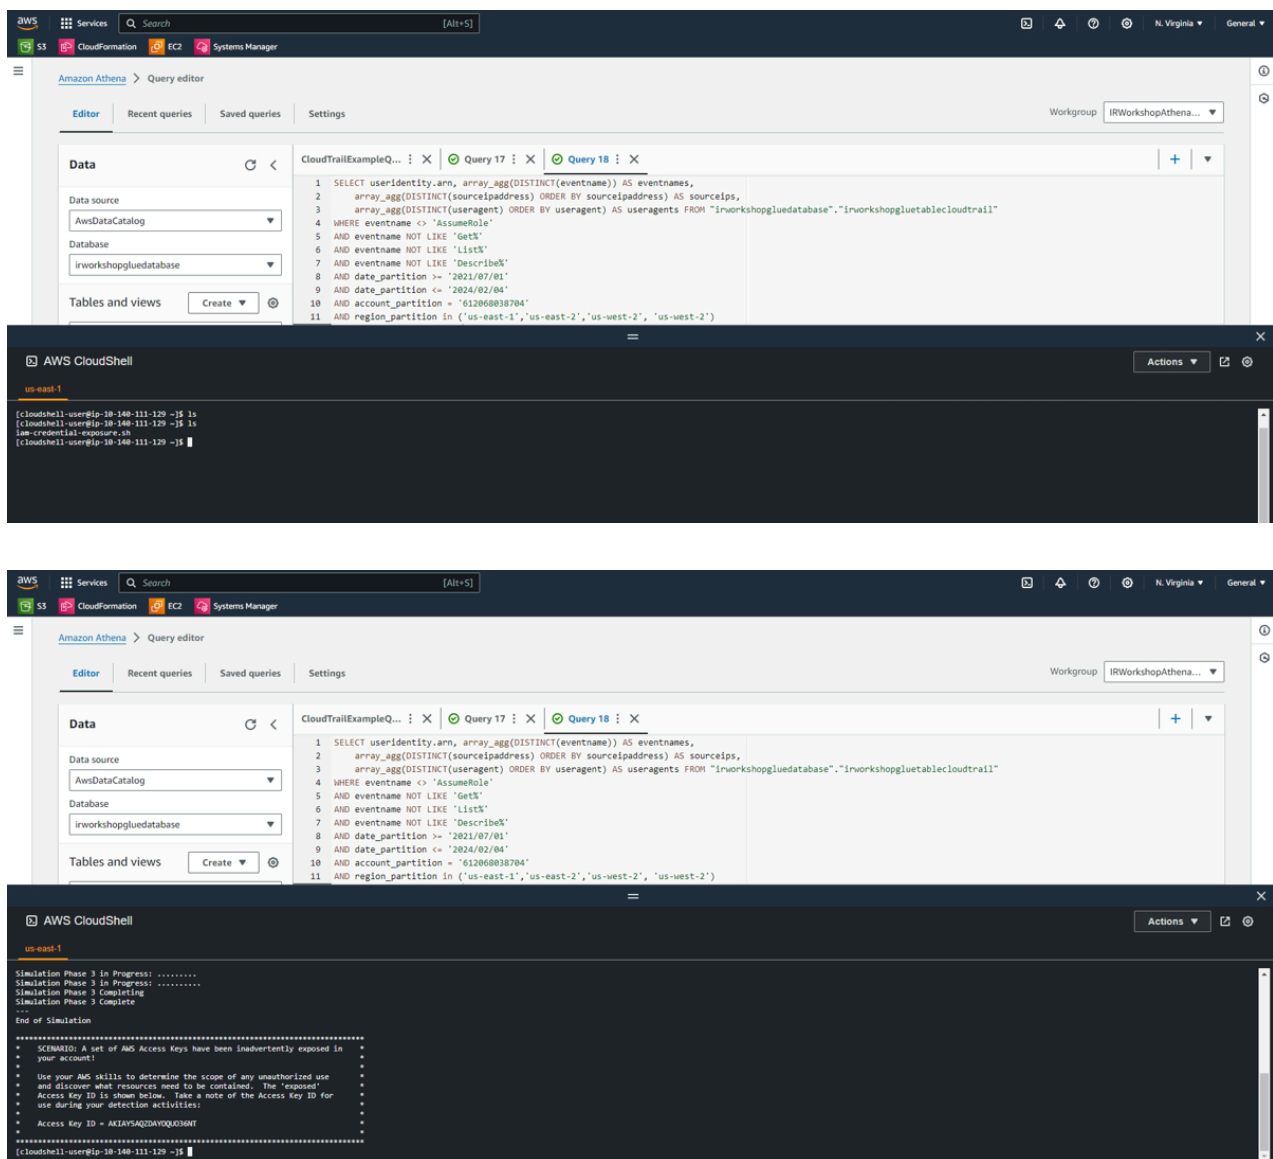 aws Services Search [Alt+S] N. Virginia General
S3 CloudFormation EC2 Systems Manager
Amazon Athena > Query editor
Editor Recent queries Saved queries Settings Workgroup IRWorkshopAthena...
Data CloudTrailExampleQ... Query 17 Query 18
Data source
AwsDataCatalog
Database
irworkshopgluedatabase
Tables and views Create
1 SELECT useridentity.arn, array_agg(DISTINCT(eventname)) AS eventnames,
2 array_agg(DISTINCT(sourceipaddress) ORDER BY sourceipaddress) AS sourceips,
3 array_agg(DISTINCT(useragent) ORDER BY useragent) AS useragents FROM "irworkshopgluedatabase"."irworkshopgluetablecloudtrail"
4 WHERE eventname <> 'AssumeRole'
5 AND eventname NOT LIKE 'Get%'
6 AND eventname NOT LIKE 'List%'
7 AND eventname NOT LIKE 'Describe%'
8 AND date_partition >= '2021/07/01'
9 AND date_partition <= '2024/02/04'
10 AND account_partition = '612068038704'
11 AND region_partition in ('us-east-1','us-east-2','us-west-2', 'us-west-2')
AWS CloudShell Actions
us-east-1
[cloudshell-user@ip-10-140-111-129 ~]$ ls
[cloudshell-user@ip-10-140-111-129 ~]$ ls
iam-credential-exposure.sh
[cloudshell-user@ip-10-140-111-129 ~]$
aws Services Search [Alt+S] N. Virginia General
S3 CloudFormation EC2 Systems Manager
Amazon Athena > Query editor
Editor Recent queries Saved queries Settings Workgroup IRWorkshopAthena...
Data CloudTrailExampleQ... Query 17 Query 18
Data source
AwsDataCatalog
Database
irworkshopgluedatabase
Tables and views Create
1 SELECT useridentity.arn, array_agg(DISTINCT(eventname)) AS eventnames,
2 array_agg(DISTINCT(sourceipaddress) ORDER BY sourceipaddress) AS sourceips,
3 array_agg(DISTINCT(useragent) ORDER BY useragent) AS useragents FROM "irworkshopgluedatabase"."irworkshopgluetablecloudtrail"
4 WHERE eventname <> 'AssumeRole'
5 AND eventname NOT LIKE 'Get%'
6 AND eventname NOT LIKE 'List%'
7 AND eventname NOT LIKE 'Describe%'
8 AND date_partition >= '2021/07/01'
9 AND date_partition <= '2024/02/04'
10 AND account_partition = '612068038704'
11 AND region_partition in ('us-east-1','us-east-2','us-west-2', 'us-west-2')
AWS CloudShell Actions
us-east-1
Simulation Phase 3 in Progress: .........
Simulation Phase 3 in Progress: ..........
Simulation Phase 3 Completing
Simulation Phase 3 Complete
---
End of Simulation
********************************************************************************
* SCENARIO: A set of AWS Access Keys have been inadvertently exposed in *
* your account! *
* *
* Use your AWS skills to determine the scope of any unauthorized use *
* and discover what resources need to be contained. The 'exposed' *
* Access Key ID is shown below. Take a note of the Access Key ID for *
* use during your detection activities: *
* *
* Access Key ID = AKIAY5AQZDAYOQUO36NT *
* *
********************************************************************************
[cloudshell-user@ip-10-140-111-129 ~]$